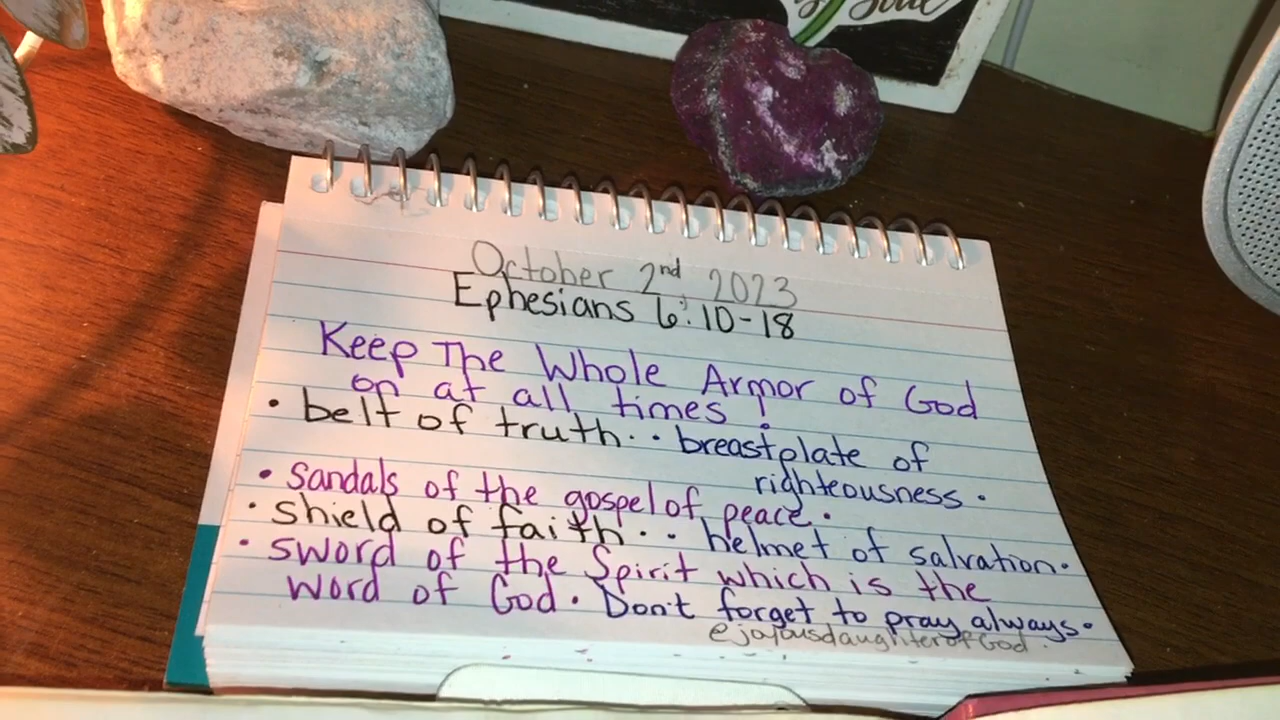 Soul
October 2nd, 2023
Ephesians 6:10-18
Keep The Whole Armor of God
on at all times!
• belt of truth. • breastplate of
righteousness.
• sandals of the gospel of peace.
• shield of faith. • helmet of salvation.
• sword of the Spirit which is the
word of God. Don't forget to pray always.
@joyousdaughterofGod